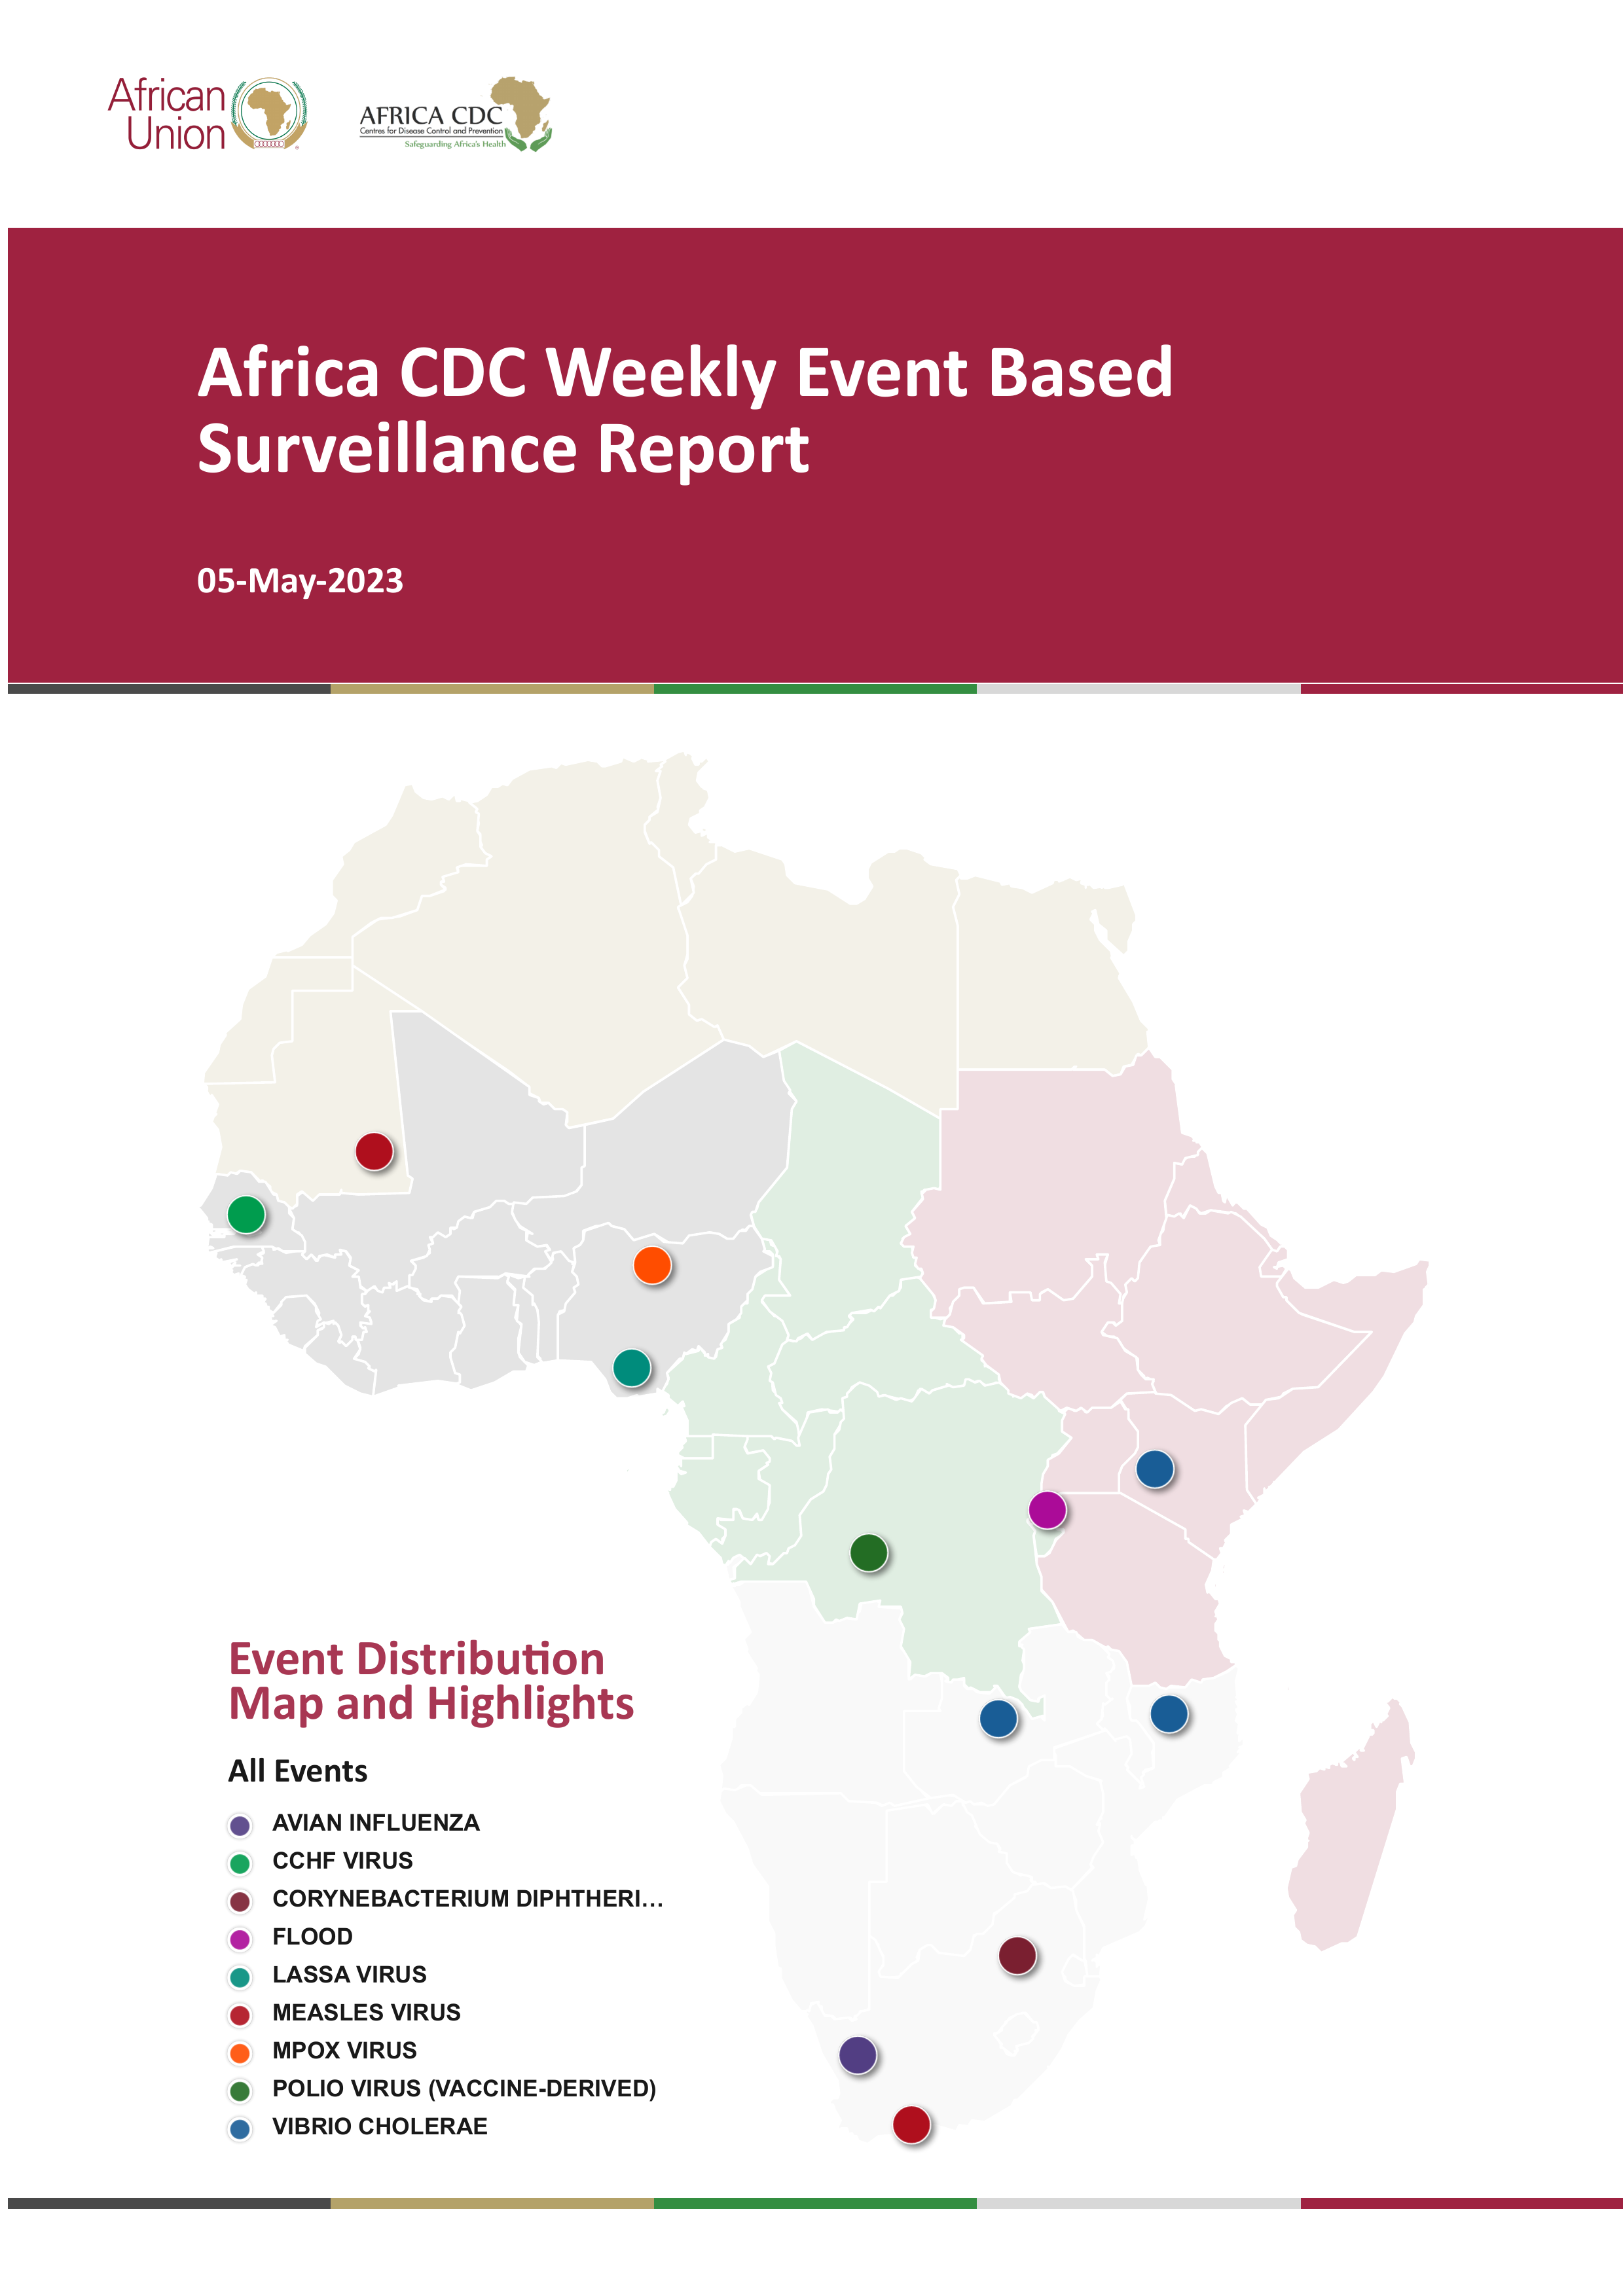 African
Union
AFRICA CDC
Centres for Disease Control and Prevention
Safeguarding Africa's Health
Africa CDC Weekly Event Based
Surveillance Report
05-May-2023
Event Distribution
Map and Highlights
All Events
AVIAN INFLUENZA
CCHF VIRUS
CORYNEBACTERIUM DIPHTHERI...
FLOOD
LASSA VIRUS
MEASLES VIRUS
MPOX VIRUS
POLIO VIRUS (VACCINE-DERIVED)
VIBRIO CHOLERAE